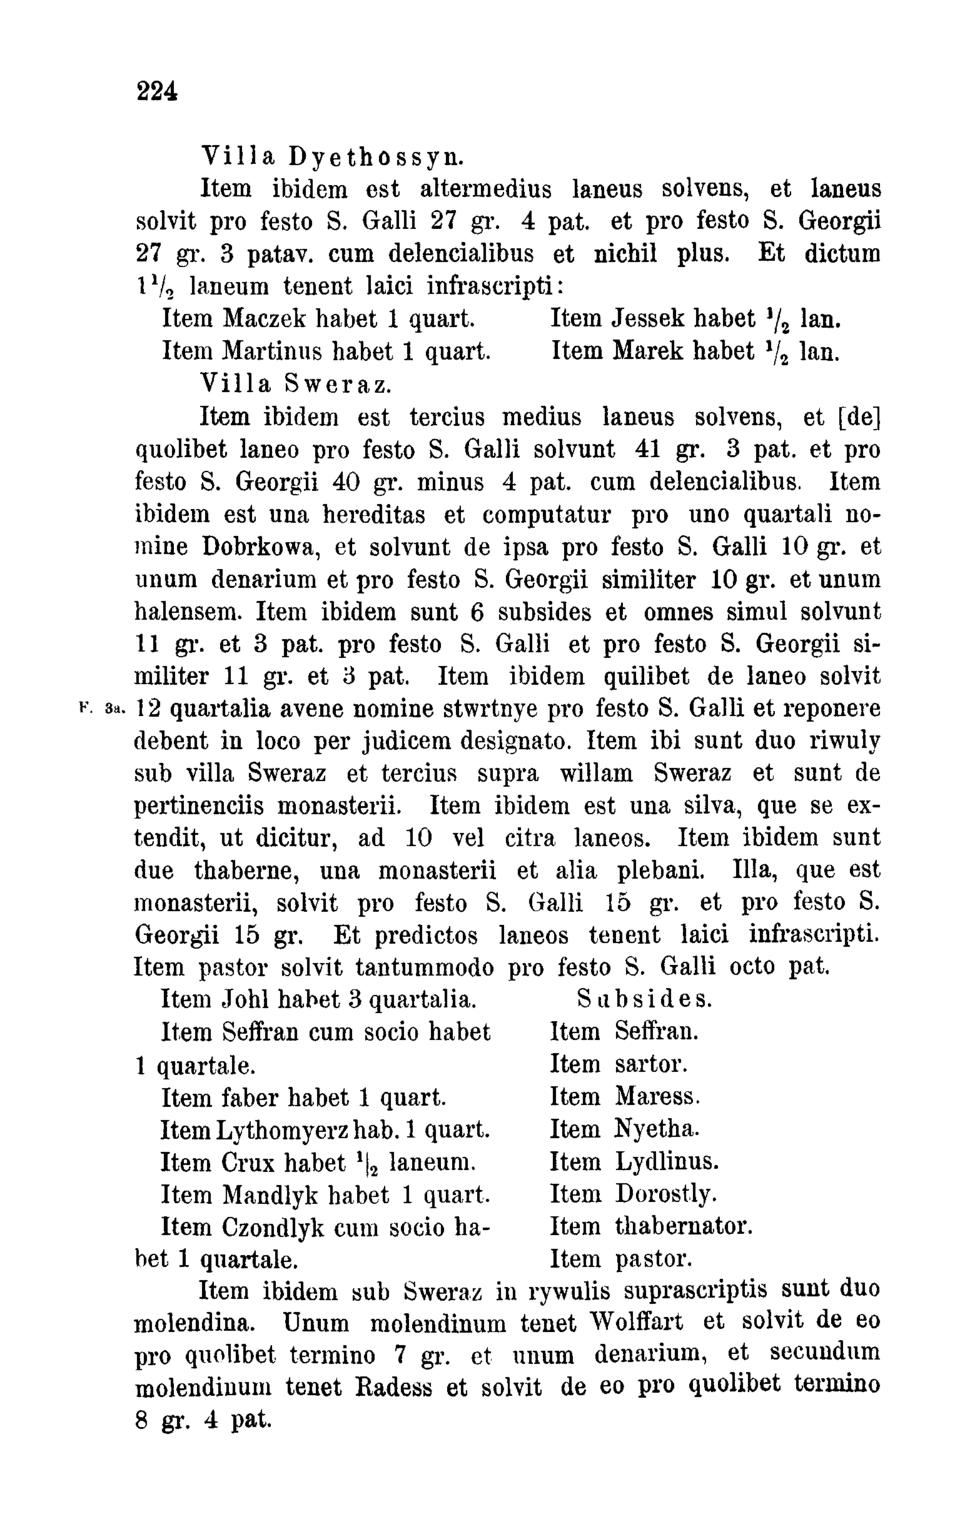 224
Villa Dyethossyn.
Item ibidem est altermedius laneus solvens, et laneus
solvit pro festo S. Galli 27 gr. 4 pat. et pro festo S. Georgii
27 gr. 3 patav. cum delencialibus et nichil plus. Et dictum
1 1/2 laneum tenent laici infrascripti:
Item Maczek habet 1 quart.
Item Martinus habet 1 quart.
Item Jessek habet 1/2 lan.
Item Marek habet 1/2 lan.
Villa Sweraz.
Item ibidem est tercius medius laneus solvens, et [de]
quolibet laneo pro festo S. Galli solvunt 41 gr. 3 pat. et pro
festo S. Georgii 40 gr. minus 4 pat. cum delencialibus. Item
ibidem est una hereditas et computatur pro uno quartali no-
mine Dobrkowa, et solvunt de ipsa pro festo S. Galli 10 gr. et
unum denarium et pro festo S. Georgii similiter 10 gr. et unum
halensem. Item ibidem sunt 6 subsides et omnes simul solvunt
11 gr. et 3 pat. pro festo S. Galli et pro festo S. Georgii si-
militer 11 gr. et 3 pat. Item ibidem quilibet de laneo solvit
F. 3a. 12 quartalia avene nomine stwrtnye pro festo S. Galli et reponere
debent in loco per judicem designato. Item ibi sunt duo riwuly
sub villa Sweraz et tercius supra willam Sweraz et sunt de
pertinenciis monasterii. Item ibidem est una silva, que se ex-
tendit, ut dicitur, ad 10 vel citra laneos. Item ibidem sunt
due thaberne, una monasterii et alia plebani. Illa, que est
monasterii, solvit pro festo S. Galli 15 gr. et pro festo S.
Georgii 15 gr. Et predictos laneos tenent laici infrascripti.
Item pastor solvit tantummodo pro festo S. Galli octo pat.
Item Johl habet 3 quartalia.
Item Seffran cum socio habet
1 quartale.
Item faber habet 1 quart.
Item Lythomyerz hab. 1 quart.
Item Crux habet 1/2 laneum.
Item Mandlyk habet 1 quart.
Item Czondlyk cum socio ha-
bet 1 quartale.
Subsides.
Item Seffran.
Item sartor.
Item Maress.
Item Nyetha.
Item Lydlinus.
Item Dorostly.
Item thabernator.
Item pastor.
Item ibidem sub Sweraz in rywulis suprascriptis sunt duo
molendina. Unum molendinum tenet Wolffart et solvit de eo
pro quolibet termino 7 gr. et unum denarium, et secundum
molendinum tenet Radess et solvit de eo pro quolibet termino
8 gr. 4 pat.